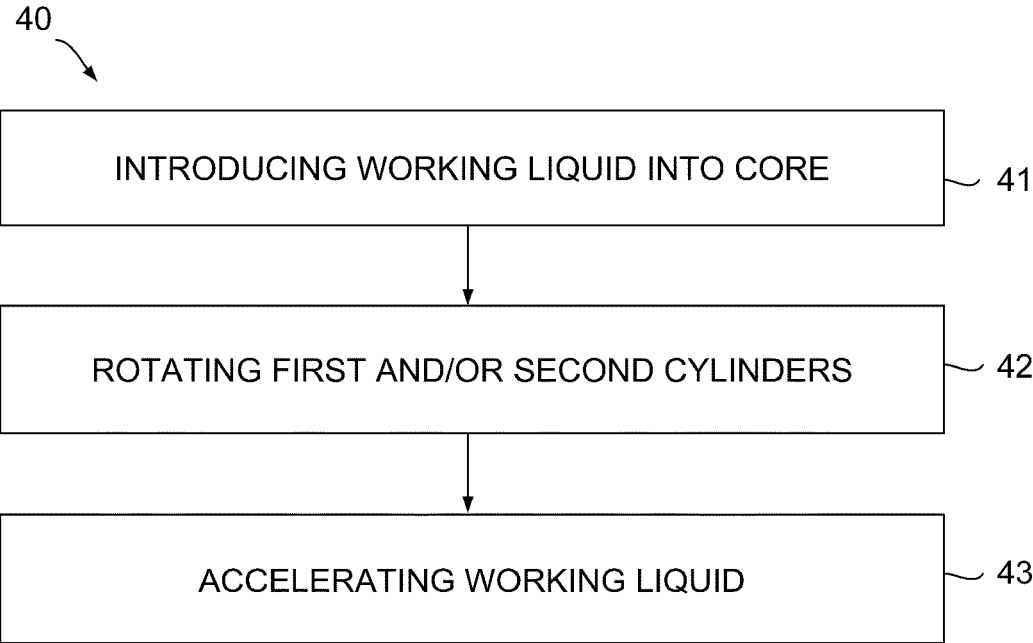 40
INTRODUCING WORKING LIQUID INTO CORE
41
ROTATING FIRST AND/OR SECOND CYLINDERS
42
ACCELERATING WORKING LIQUID
43